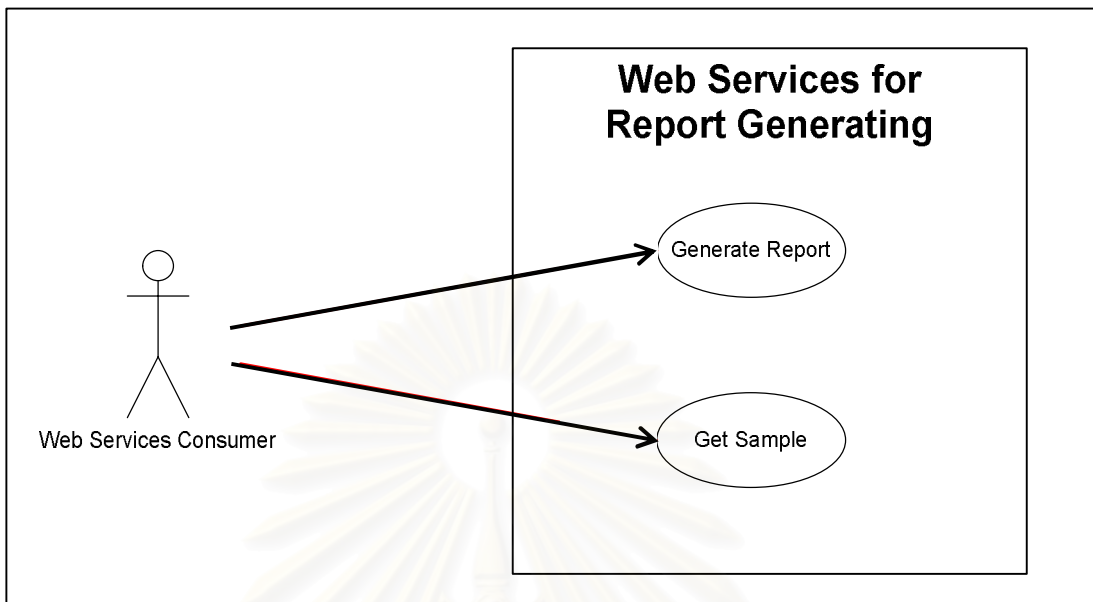 Web Services for
Report Generating
Generate Report
Web Services Consumer
Get Sample